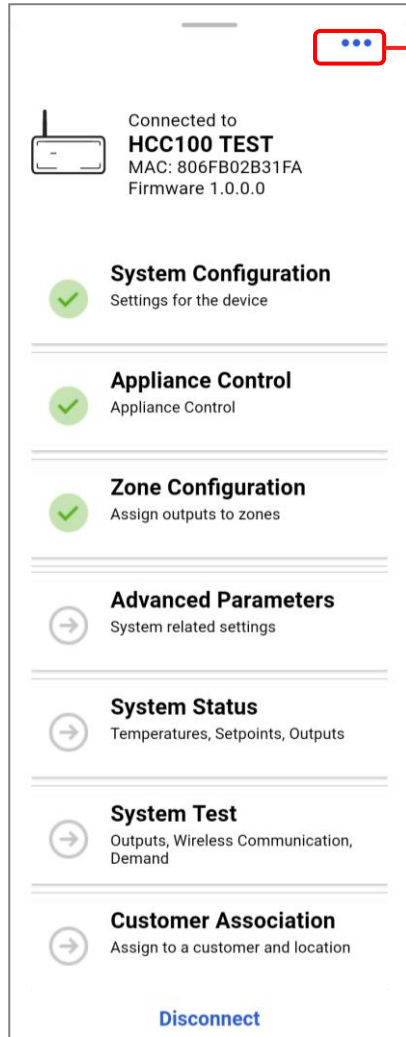 Connected to
HCC100 TEST
MAC: 806FB02B31FA
Firmware 1.0.0.0
System Configuration
Settings for the device
Appliance Control
Appliance Control
Zone Configuration
Assign outputs to zones
Advanced Parameters
System related settings
System Status
Temperatures, Setpoints, Outputs
System Test
Outputs, Wireless Communication,
Demand
Customer Association
Assign to a customer and location
Disconnect